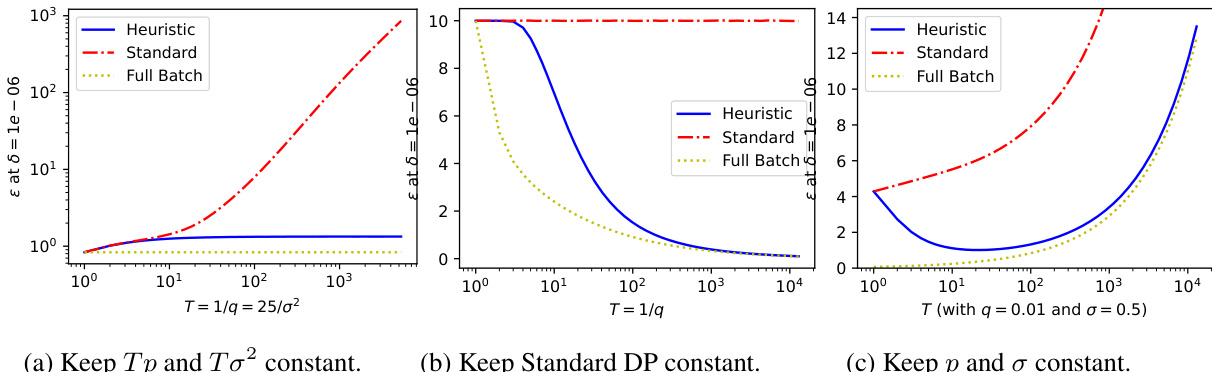 10³
10²
10¹
10⁰
ε at δ = 1e − 06
Heuristic
Standard
Full Batch
10⁰ 10¹ 10² 10³
T = 1/q = 25/σ²
10
8
6
4
2
0
ε at δ = 1e − 06
Heuristic
Standard
Full Batch
10⁰ 10¹ 10² 10³ 10⁴
T = 1/q
14
12
10
8
6
4
2
0
ε at δ = 1e − 06
Heuristic
Standard
Full Batch
10⁰ 10¹ 10² 10³ 10⁴
T (with q = 0.01 and σ = 0.5)
(a) Keep Tp and Tσ² constant.
(b) Keep Standard DP constant.
(c) Keep p and σ constant.